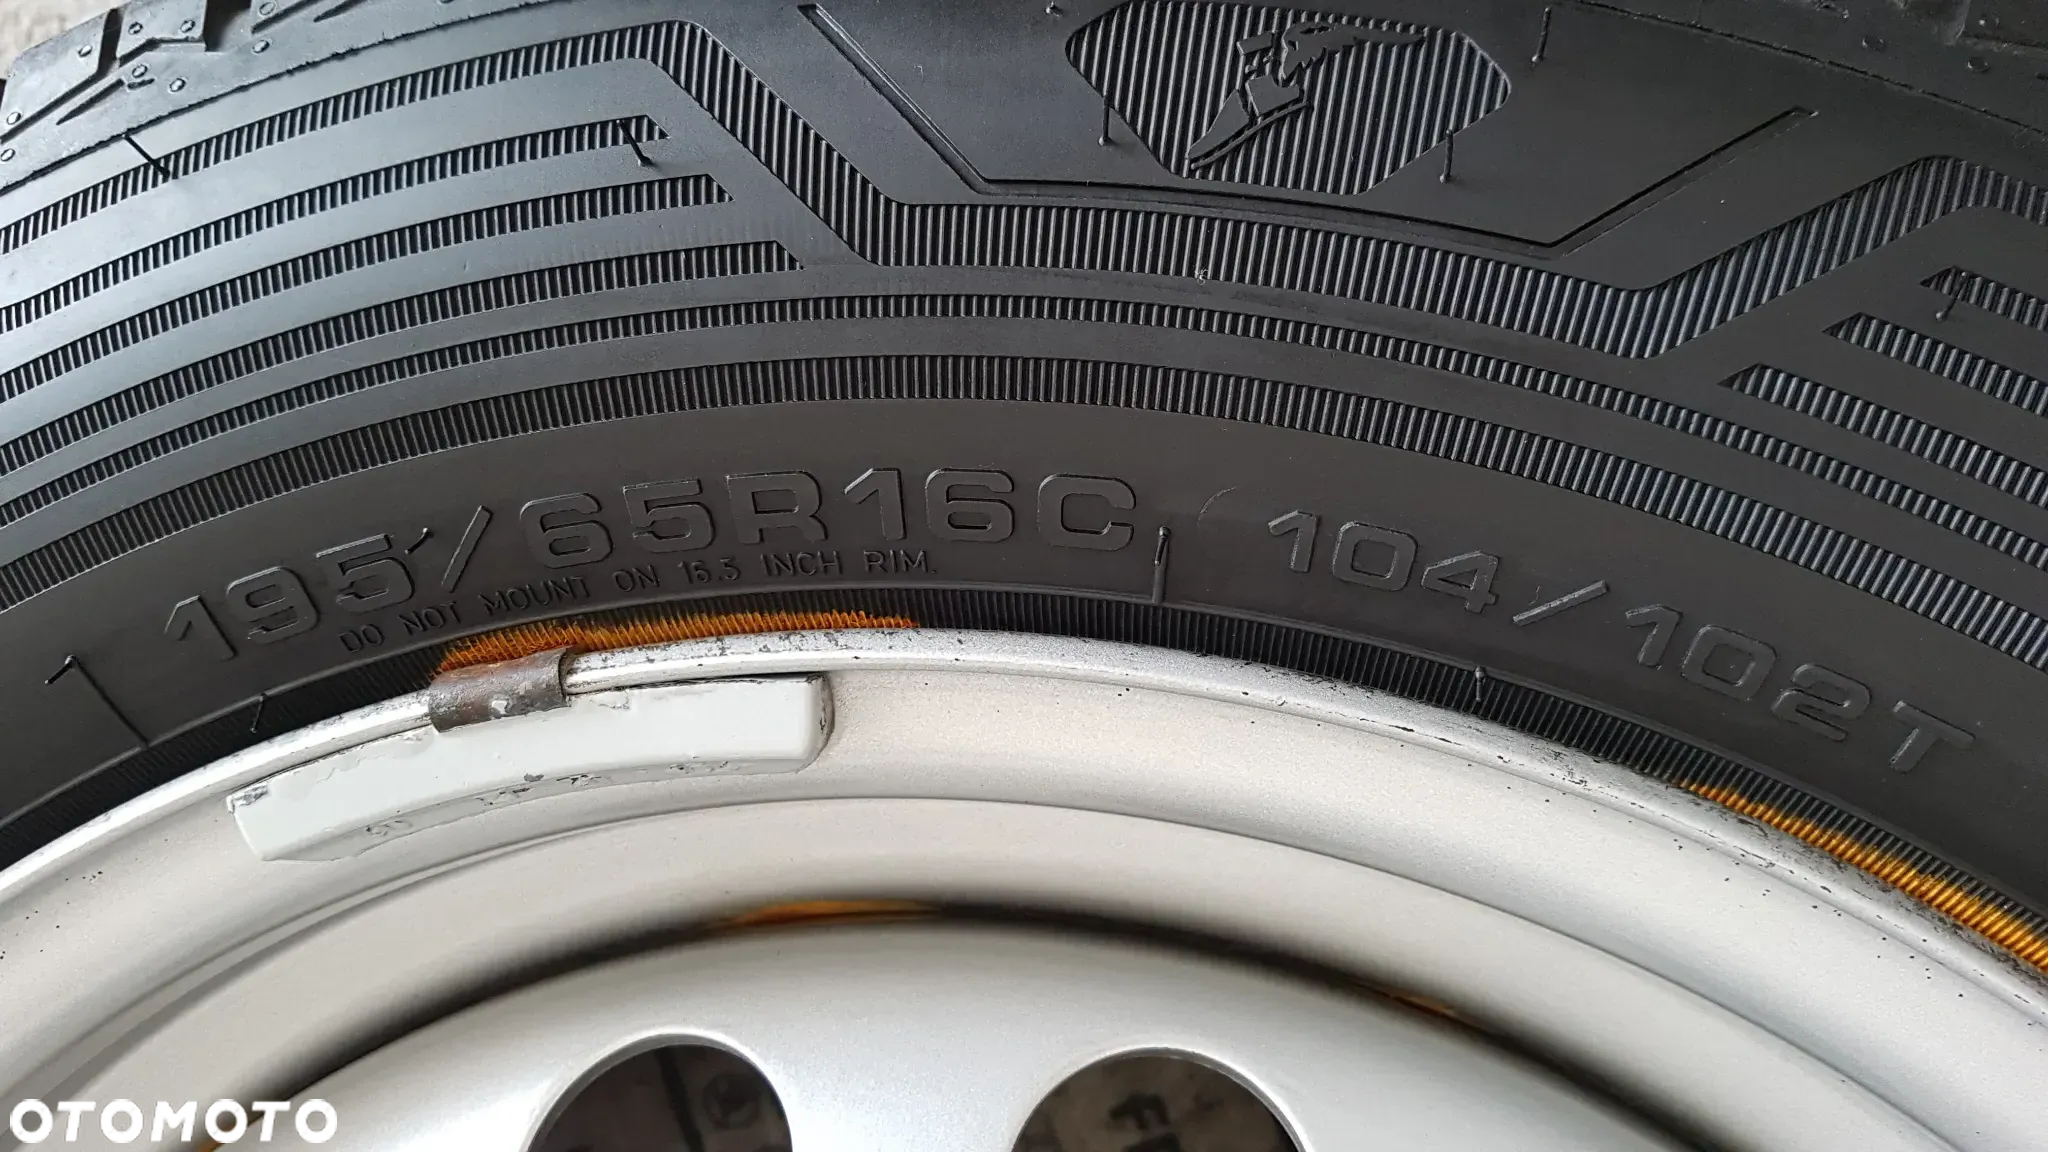 195/65R16C 104/102T
DO NOT MOUNT ON 16.5 INCH RIM.
OTOMOTO